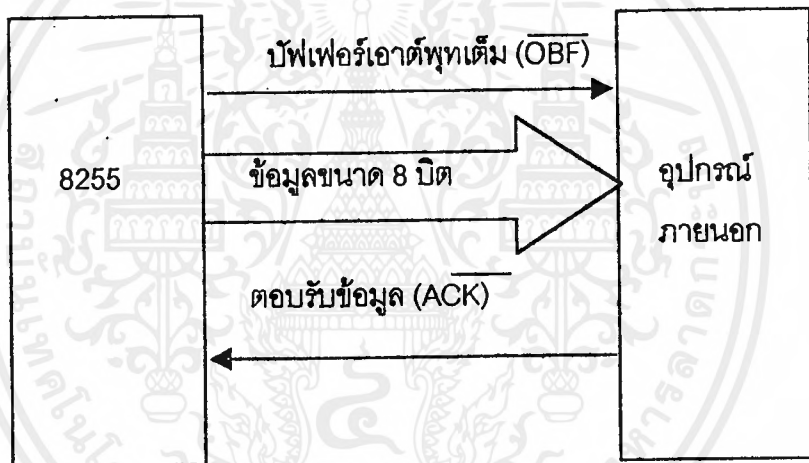 บัฟเฟอร์เอาต์พุทเต็ม (OBF)
8255
ข้อมูลขนาด 8 บิต
อุปกรณ์
ภายนอก
ตอบรับข้อมูล (ACK)